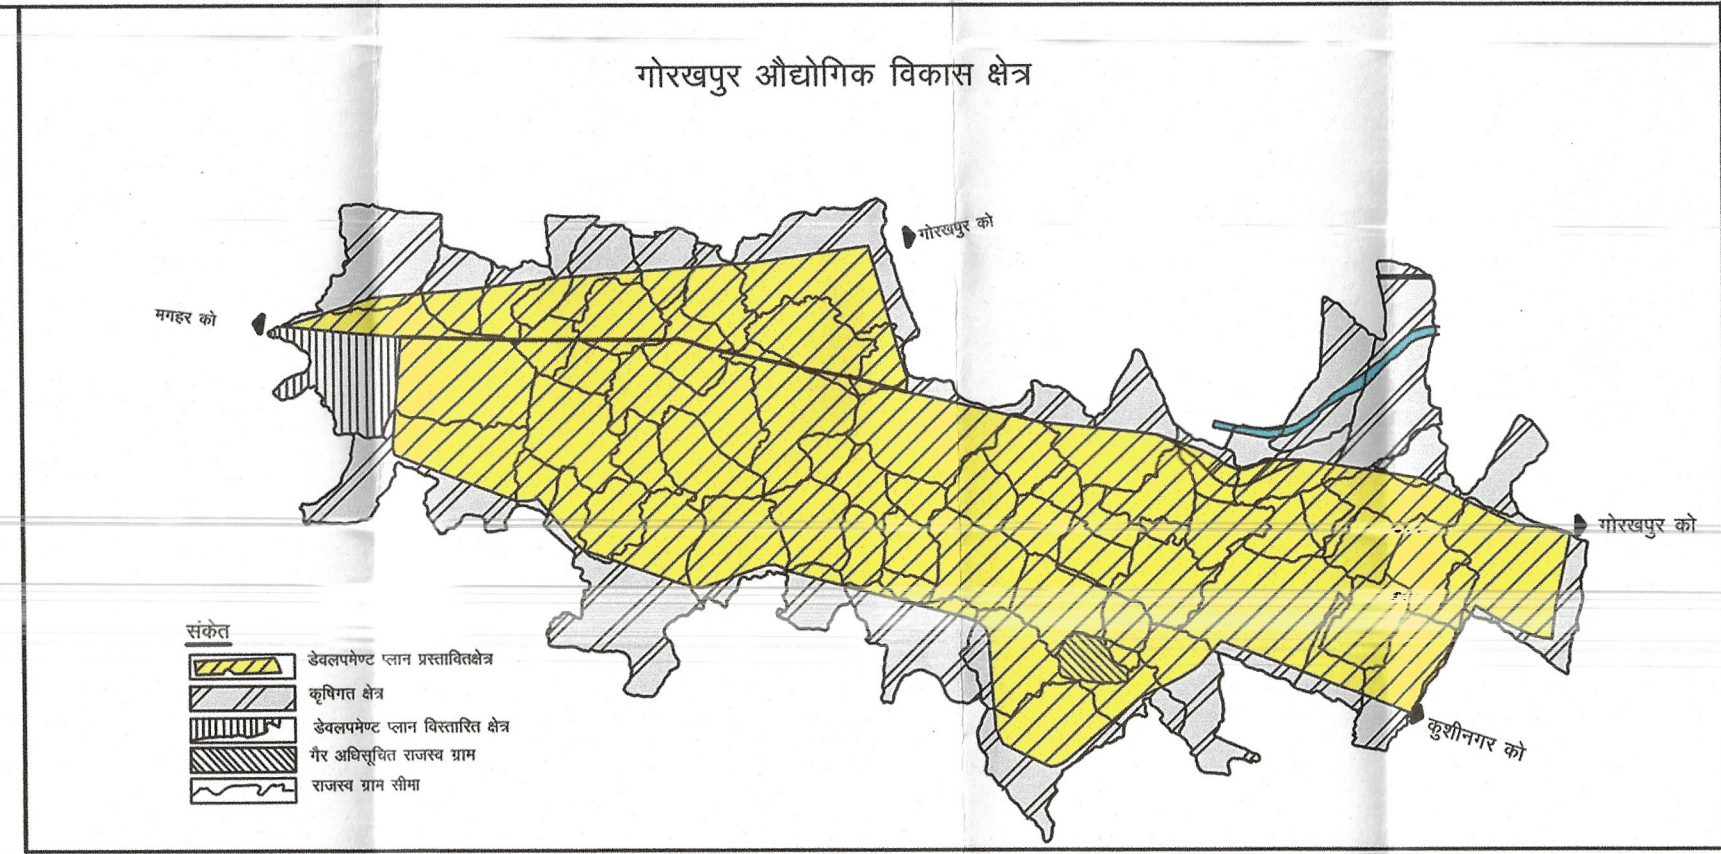 गोरखपुर औद्योगिक विकास क्षेत्र
गोरखपुर को
मगहर को
गोरखपुर को
कुशीनगर को
संकेत
डेवलपमेण्ट प्लान प्रस्तावितक्षेत्र
कृषिगत क्षेत्र
डेवलपमेण्ट प्लान विस्तारित क्षेत्र
गैर अधिसूचित राजस्व ग्राम
राजस्व ग्राम सीमा